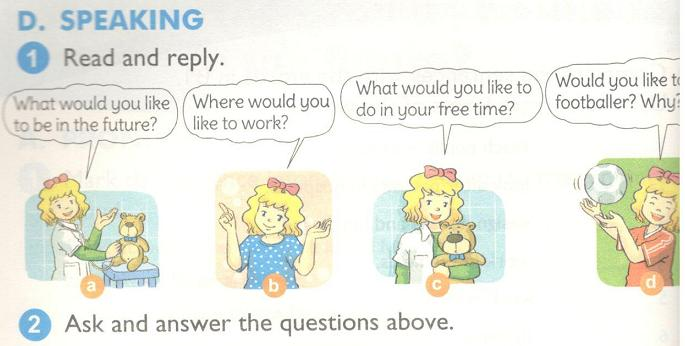 D. SPEAKING
1 Read and reply.
What would you like
to be in the future?
Where would you
like to work?
What would you like to
do in your free time?
Would you like
footballer? Why?
a
b
c
d
2 Ask and answer the questions above.